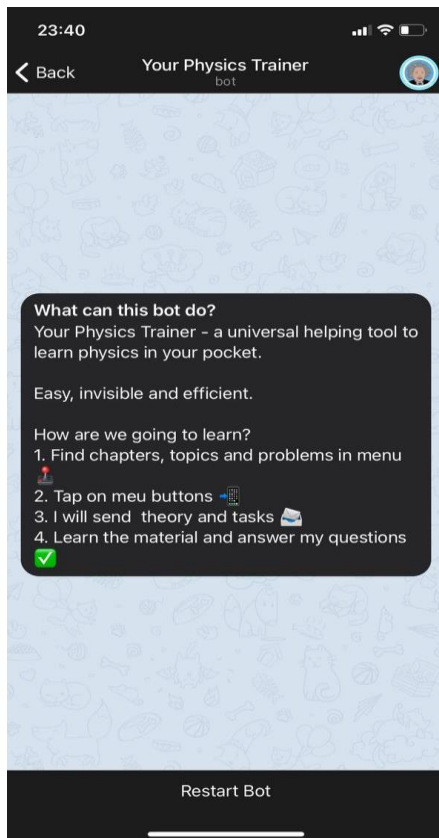 23:40
Back
Your Physics Trainer
bot
What can this bot do?
Your Physics Trainer - a universal helping tool to
learn physics in your pocket.
Easy, invisible and efficient.
How are we going to learn?
1. Find chapters, topics and problems in menu
🕹️
2. Tap on meu buttons 📲
3. I will send  theory and tasks 📨
4. Learn the material and answer my questions
✅
Restart Bot